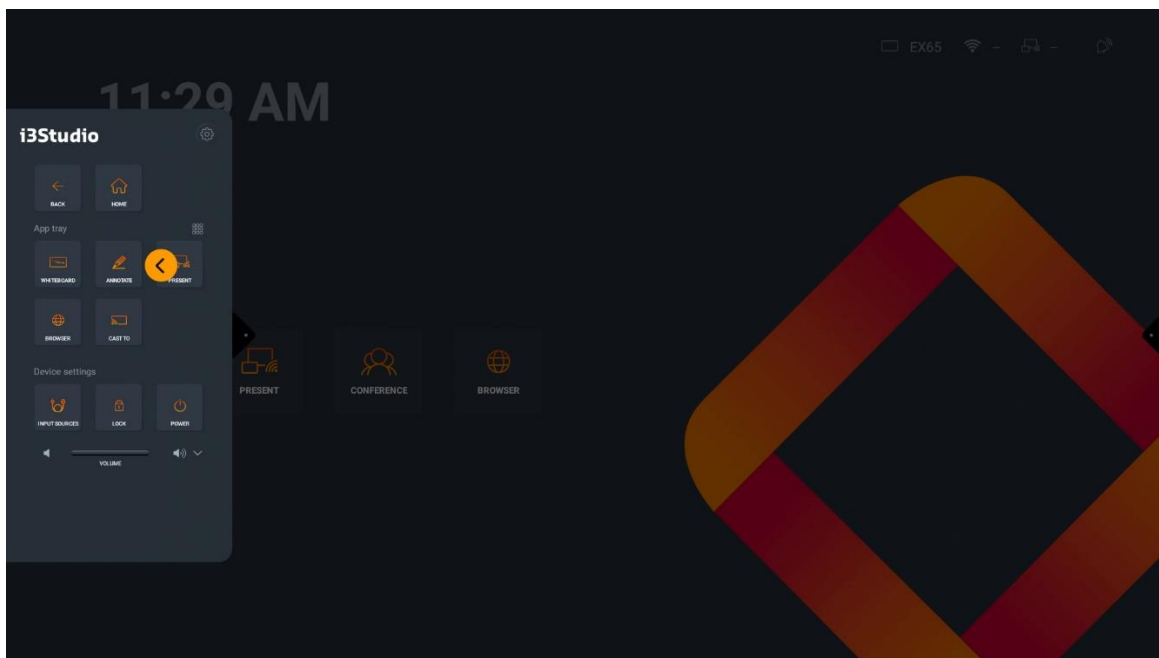 EX65 – –
11:29 AM
i3Studio
BACK HOME
App tray
WHITEBOARD ANNOTATE PRESENT
BROWSER CAST TO
PRESENT CONFERENCE BROWSER
Device settings
INPUT SOURCES LOCK POWER
VOLUME